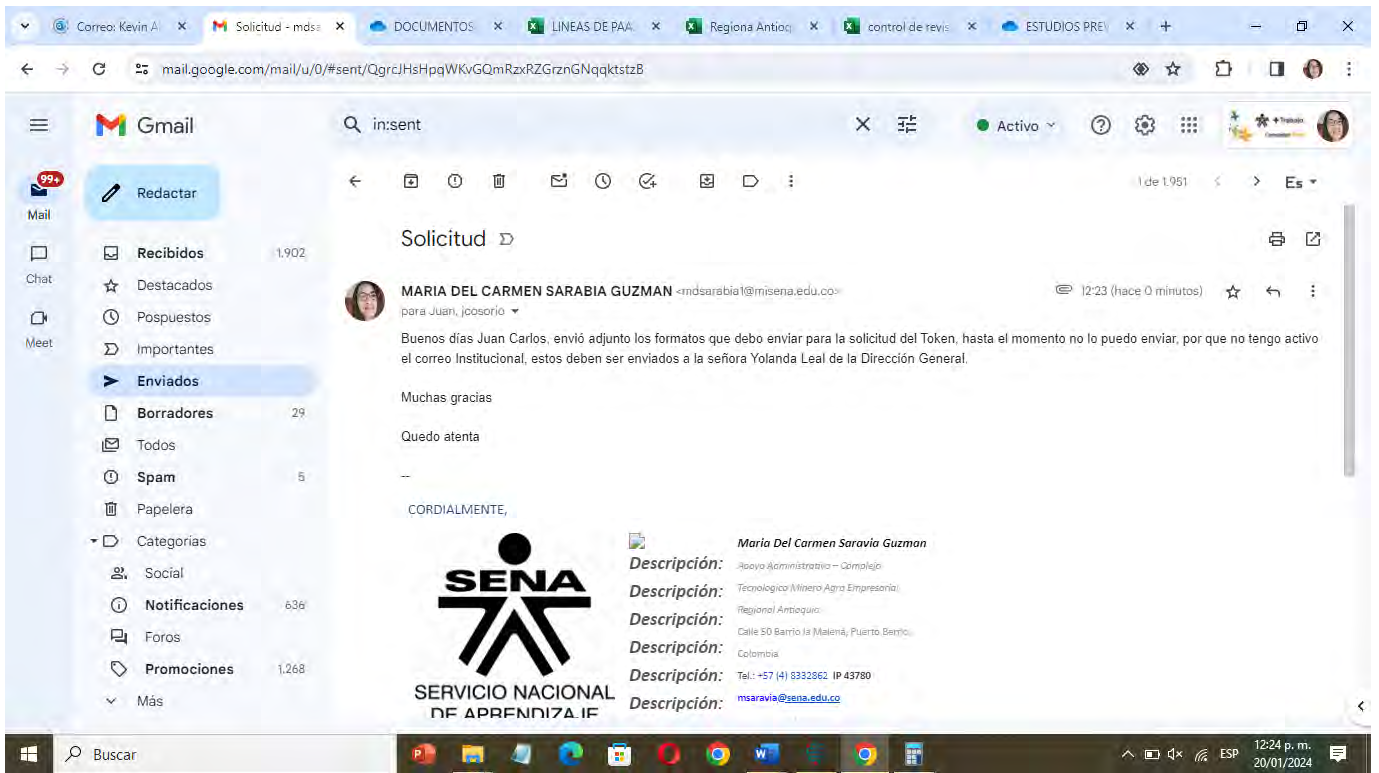 Correo: Kevin A
Solicitud - mdsa
DOCUMENTOS
LINEAS DE PAA
Regiona Antioq
control de revis
ESTUDIOS PREV
mail.google.com/mail/u/0/#sent/QgrcJHsHpqWKvGQmRzxRZGrznGNqqktstzB
Gmail
in:sent
Activo
+ Trabajo
99+
Mail
Redactar
1 de 1.951
Es
Solicitud
Chat
Meet
Recibidos 1.902
Destacados
Pospuestos
Importantes
Enviados
Borradores 29
Todos
Spam 5
Papelera
Categorías
Social
Notificaciones 636
Foros
Promociones 1.268
Más
MARIA DEL CARMEN SARABIA GUZMAN <mdsarabia1@misena.edu.co>
12:23 (hace 0 minutos)
para Juan, jcosorio
Buenos días Juan Carlos, envió adjunto los formatos que debo enviar para la solicitud del Token, hasta el momento no lo puedo enviar, por que no tengo activo
el correo Institucional, estos deben ser enviados a la señora Yolanda Leal de la Dirección General.
Muchas gracias
Quedo atenta
--
CORDIALMENTE,
SENA
SERVICIO NACIONAL
DE APRENDIZAJE
Maria Del Carmen Saravia Guzman
Descripción: Apoyo Administrativo – Complejo
Descripción: Tecnologico Minero Agro Empresarial
Descripción: Regional Antioquia
Descripción: Calle 50 Barrio la Malena, Puerto Berrio.
Colombia
Descripción: Tel.: +57 (4) 8332862 IP 43780
Descripción: msaravia@sena.edu.co
Buscar
ESP
12:24 p. m.
20/01/2024